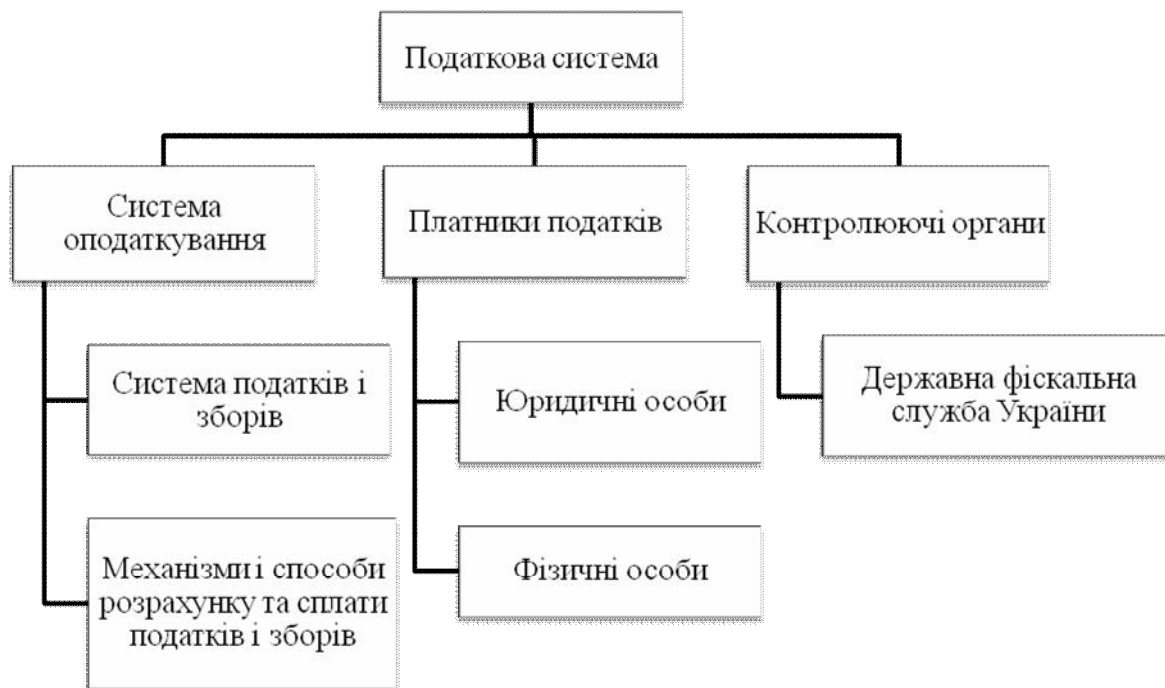 Податкова система
Система
оподаткування
Платники податків
Контролюючі органи
Система податків і
зборів
Юридичні особи
Державна фіскальна
служба України
Механізми і способи
розрахунку та сплати
податків і зборів
Фізичні особи